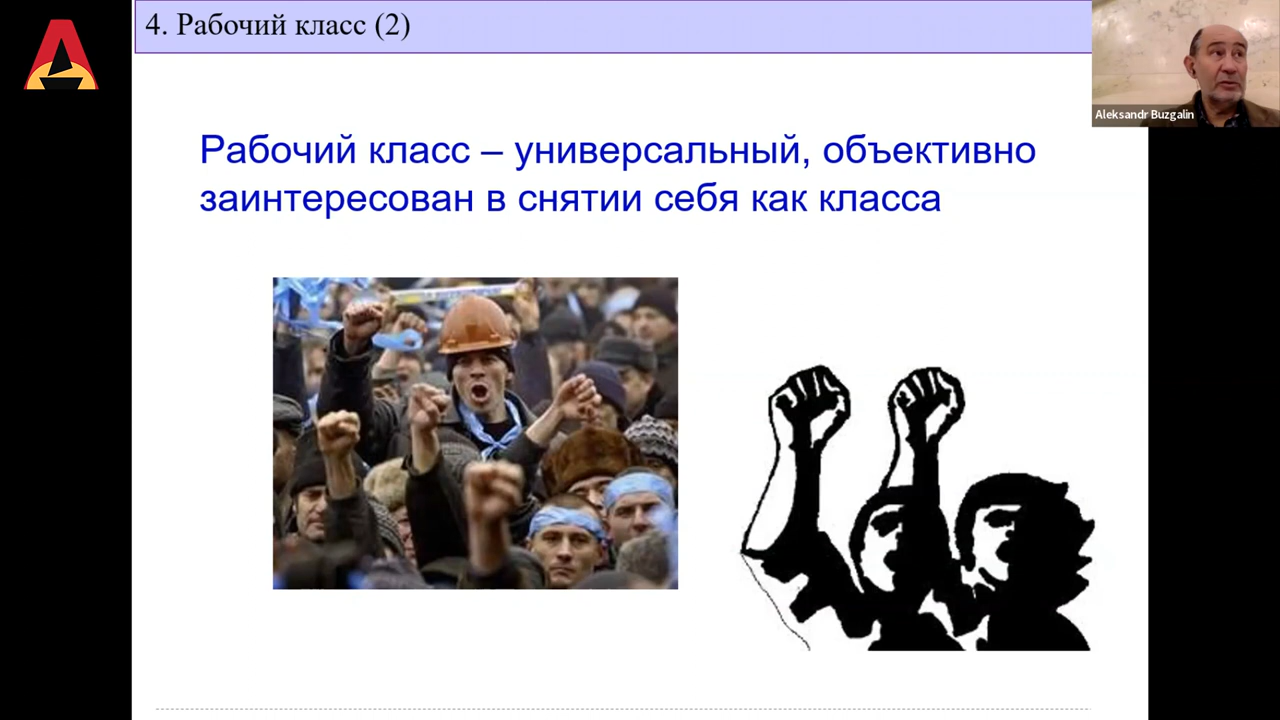 4. Рабочий класс (2)
Aleksandr Buzgalin
Рабочий класс – универсальный, объективно
заинтересован в снятии себя как класса